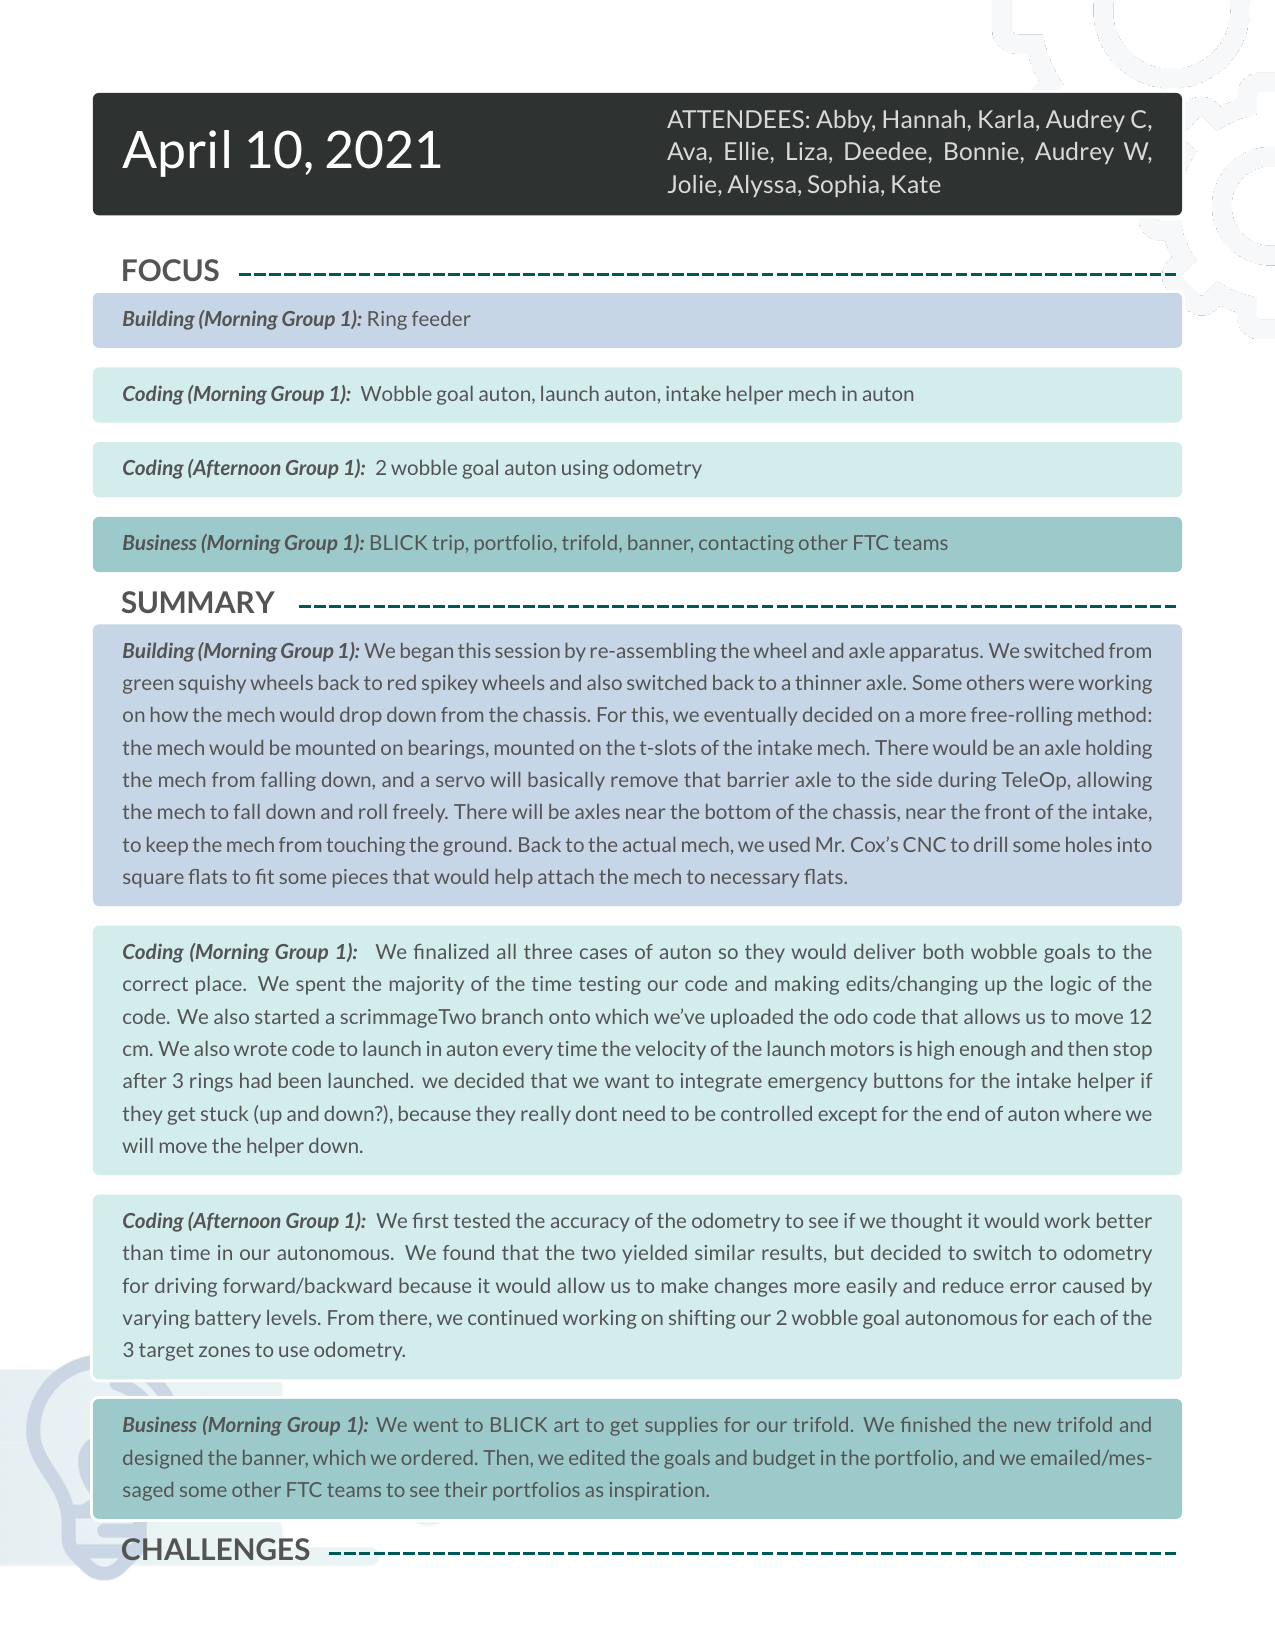 April 10, 2021
ATTENDEES: Abby, Hannah, Karla, Audrey C,
Ava, Ellie, Liza, Deedee, Bonnie, Audrey W,
Jolie, Alyssa, Sophia, Kate
FOCUS
Building (Morning Group 1): Ring feeder
Coding (Morning Group 1): Wobble goal auton, launch auton, intake helper mech in auton
Coding (Afternoon Group 1): 2 wobble goal auton using odometry
Business (Morning Group 1): BLICK trip, portfolio, trifold, banner, contacting other FTC teams
SUMMARY
Building (Morning Group 1): We began this session by re-assembling the wheel and axle apparatus. We switched from
green squishy wheels back to red spikey wheels and also switched back to a thinner axle. Some others were working
on how the mech would drop down from the chassis. For this, we eventually decided on a more free-rolling method:
the mech would be mounted on bearings, mounted on the t-slots of the intake mech. There would be an axle holding
the mech from falling down, and a servo will basically remove that barrier axle to the side during TeleOp, allowing
the mech to fall down and roll freely. There will be axles near the bottom of the chassis, near the front of the intake,
to keep the mech from touching the ground. Back to the actual mech, we used Mr. Cox’s CNC to drill some holes into
square flats to fit some pieces that would help attach the mech to necessary flats.
Coding (Morning Group 1): We finalized all three cases of auton so they would deliver both wobble goals to the
correct place. We spent the majority of the time testing our code and making edits/changing up the logic of the
code. We also started a scrimmageTwo branch onto which we’ve uploaded the odo code that allows us to move 12
cm. We also wrote code to launch in auton every time the velocity of the launch motors is high enough and then stop
after 3 rings had been launched. we decided that we want to integrate emergency buttons for the intake helper if
they get stuck (up and down?), because they really dont need to be controlled except for the end of auton where we
will move the helper down.
Coding (Afternoon Group 1): We first tested the accuracy of the odometry to see if we thought it would work better
than time in our autonomous. We found that the two yielded similar results, but decided to switch to odometry
for driving forward/backward because it would allow us to make changes more easily and reduce error caused by
varying battery levels. From there, we continued working on shifting our 2 wobble goal autonomous for each of the
3 target zones to use odometry.
Business (Morning Group 1): We went to BLICK art to get supplies for our trifold. We finished the new trifold and
designed the banner, which we ordered. Then, we edited the goals and budget in the portfolio, and we emailed/mes-
saged some other FTC teams to see their portfolios as inspiration.
CHALLENGES